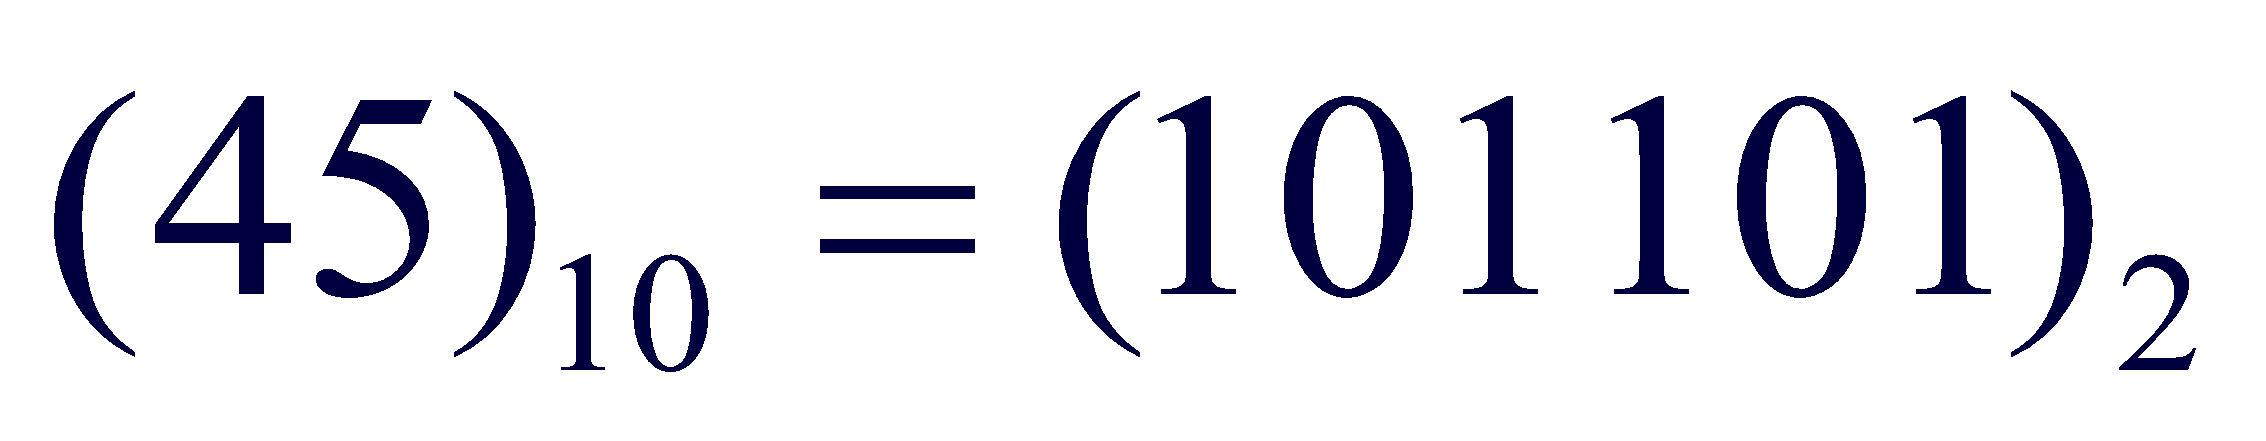 (45)₁₀ = (101101)₂